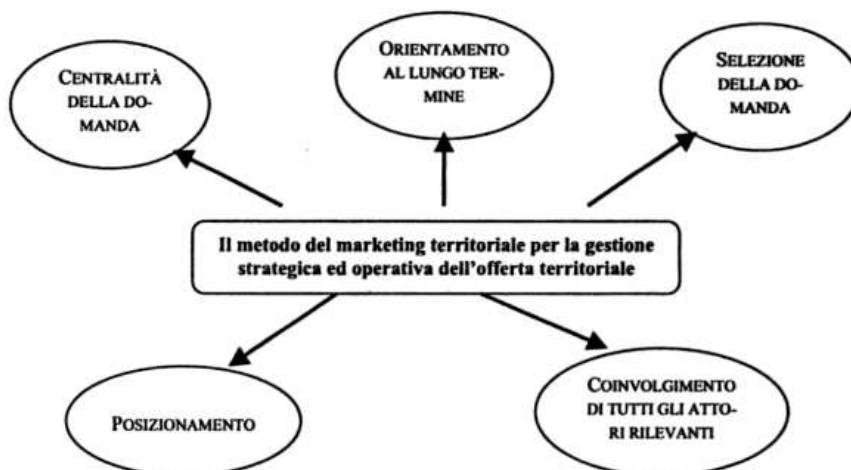 CENTRALITÀ
DELLA DO-
MANDA
ORIENTAMENTO
AL LUNGO TER-
MINE
SELEZIONE
DELLA DO-
MANDA
Il metodo del marketing territoriale per la gestione
strategica ed operativa dell'offerta territoriale
POSIZIONAMENTO
COINVOLGIMENTO
DI TUTTI GLI ATTO-
RI RILEVANTI